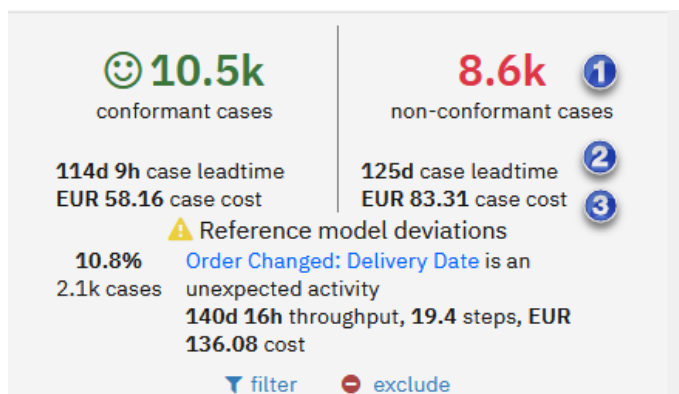 10.5k
conformant cases
8.6k 1
non-conformant cases
114d 9h case leadtime
EUR 58.16 case cost
125d case leadtime 2
EUR 83.31 case cost 3
Reference model deviations
10.8%
2.1k cases
Order Changed: Delivery Date is an
unexpected activity
140d 16h throughput, 19.4 steps, EUR
136.08 cost
filter
exclude